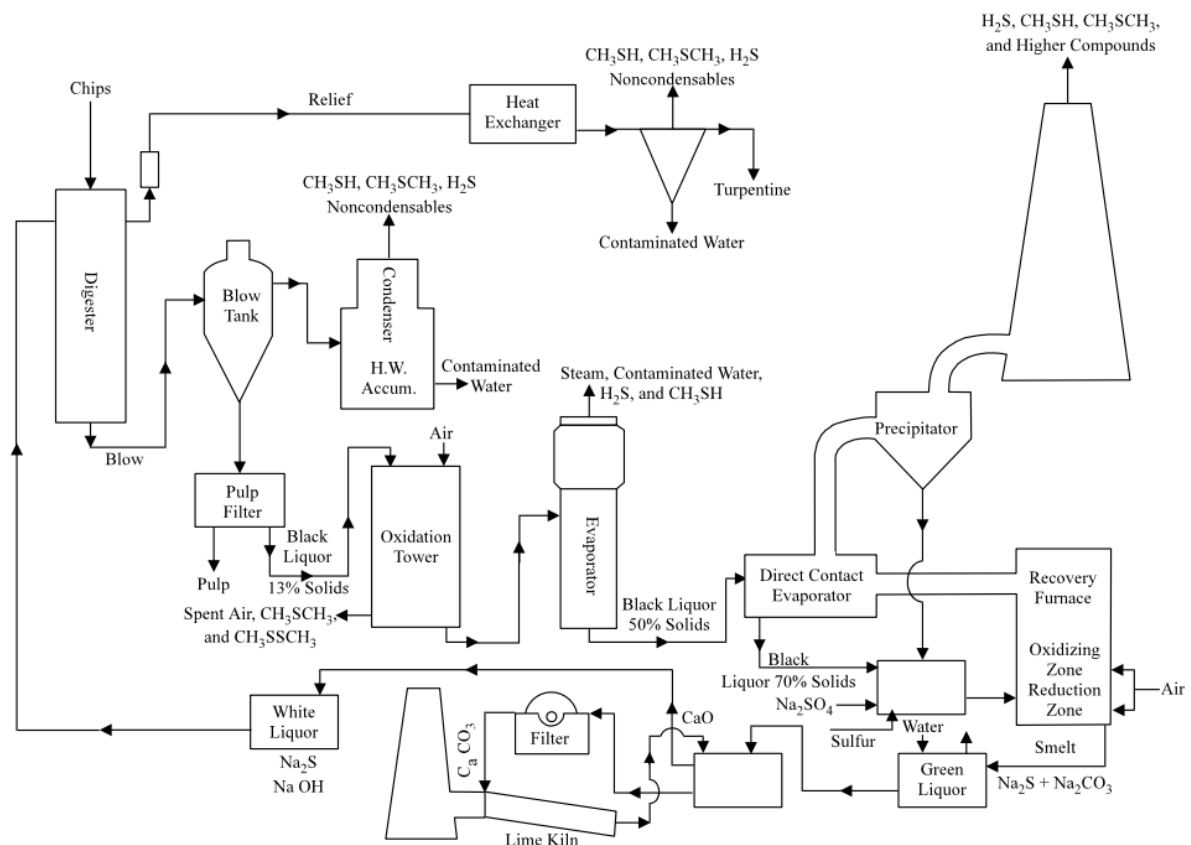 H₂S, CH₃SH, CH₃SCH₃,
and Higher Compounds
CH₃SH, CH₃SCH₃, H₂S
Noncondensables
Chips
Relief
Heat
Exchanger
Turpentine
Contaminated Water
CH₃SH, CH₃SCH₃, H₂S
Noncondensables
Digester
Blow
Tank
Condenser
H.W.
Accum.
Contaminated
Water
Steam, Contaminated Water,
H₂S, and CH₃SH
Precipitator
Blow
Air
Pulp
Filter
Black
Liquor
13% Solids
Pulp
Oxidation
Tower
Evaporator
Spent Air, CH₃SCH₃,
and CH₃SSCH₃
Black Liquor
50% Solids
Direct Contact
Evaporator
Recovery
Furnace
Oxidizing
Zone
Reduction
Zone
Air
Black
Liquor 70% Solids
Na₂SO₄
Sulfur
Water
Smelt
Green
Liquor
Na₂S + Na₂CO₃
White
Liquor
Na₂S
Na OH
CaCO₃
Filter
CaO
Lime Kiln